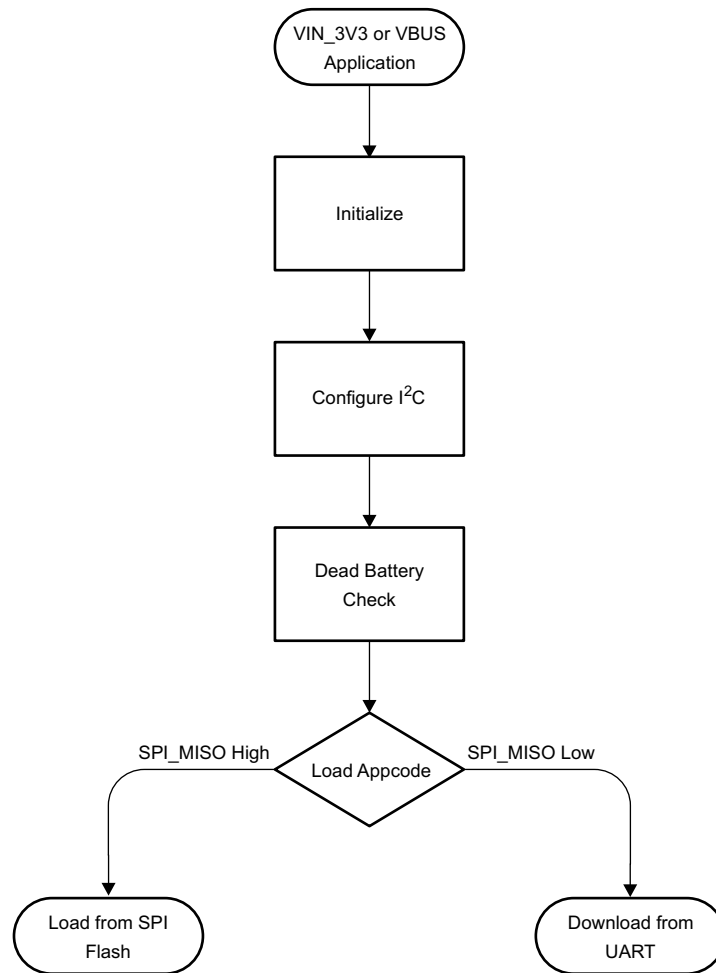 VIN_3V3 or VBUS
Application
Initialize
Configure I²C
Dead Battery
Check
SPI_MISO High
Load Appcode
SPI_MISO Low
Load from SPI
Flash
Download from
UART